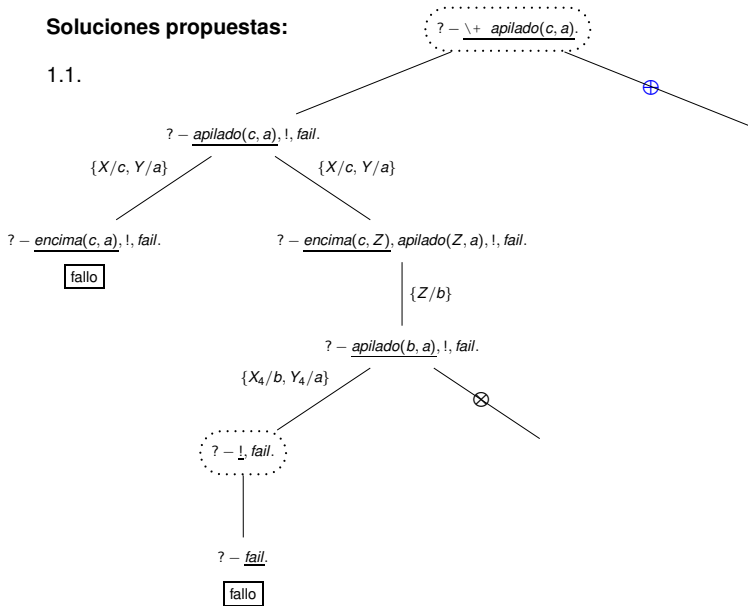 Soluciones propuestas:
? – \+ apilado(c, a).
1.1.
⊕
? – apilado(c, a), !, fail.
{X/c, Y/a} {X/c, Y/a}
? – encima(c, a), !, fail. ? – encima(c, Z), apilado(Z, a), !, fail.
fallo
{Z/b}
? – apilado(b, a), !, fail.
{X₄/b, Y₄/a}
⊗
? – !, fail.
? – fail.
fallo